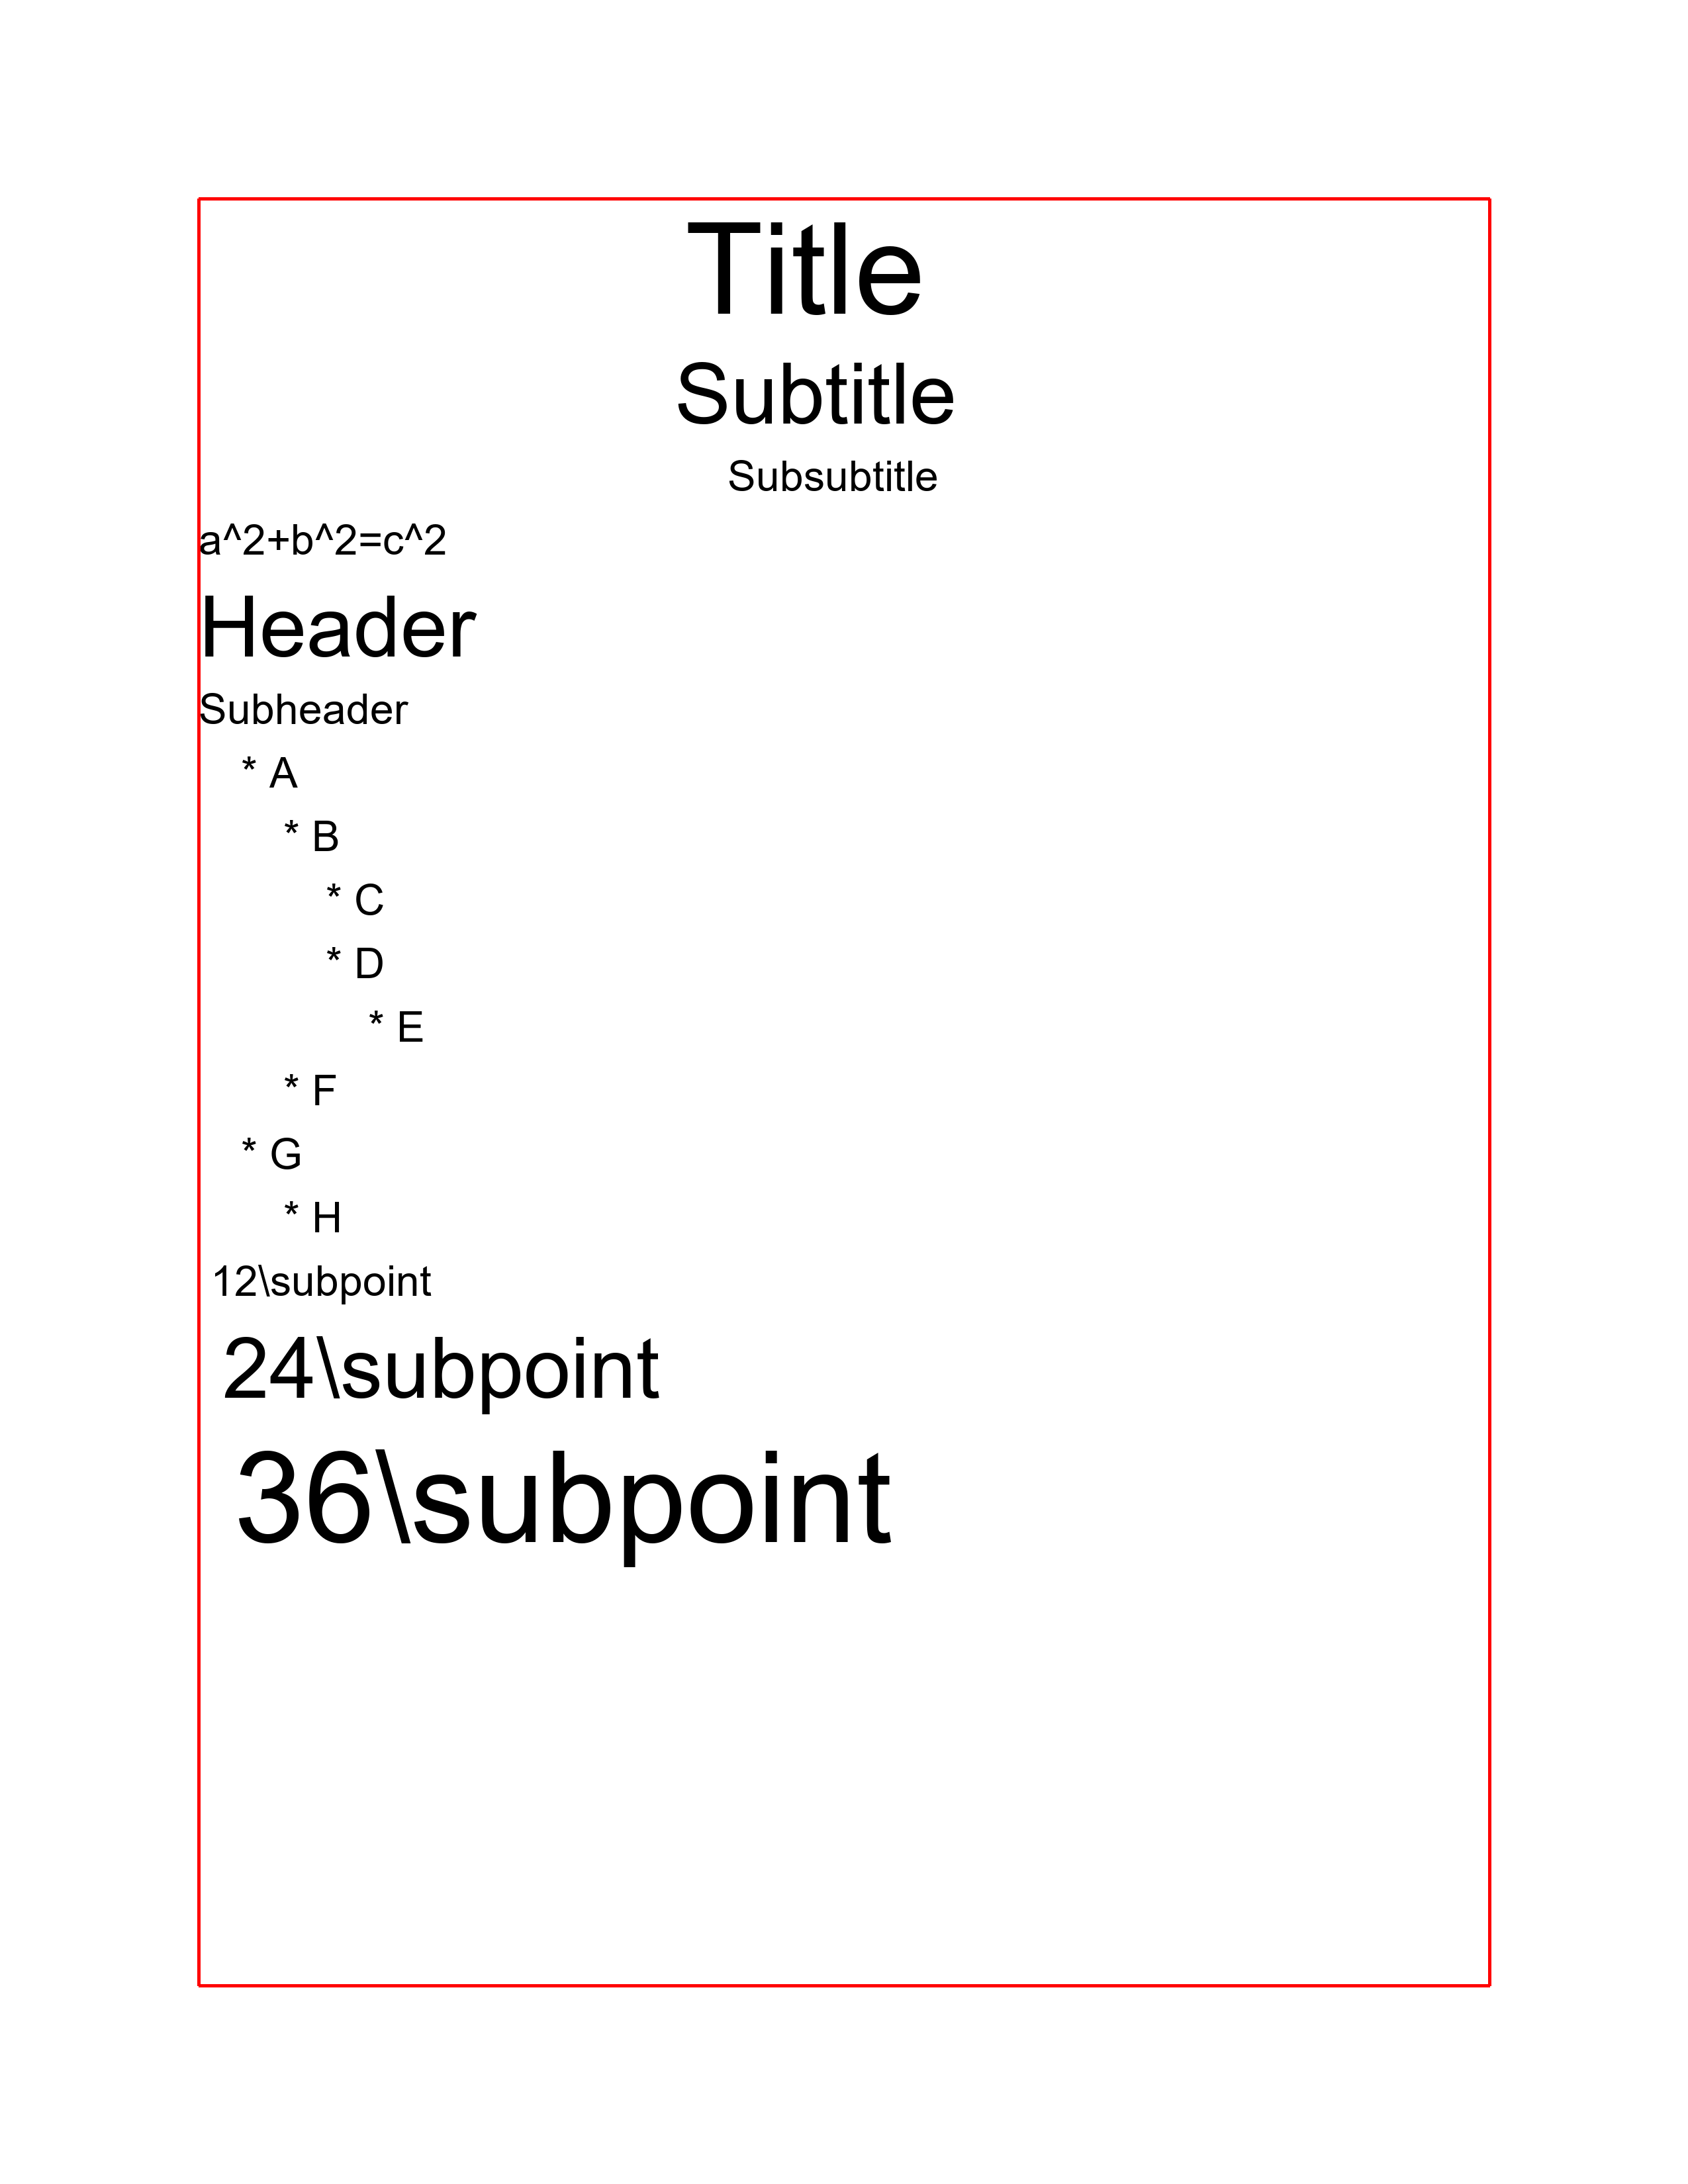 Title
Subtitle
Subsubtitle
a^2+b^2=c^2
Header
Subheader
* A
* B
* C
* D
* E
* F
* G
* H
12\subpoint
24\subpoint
36\subpoint